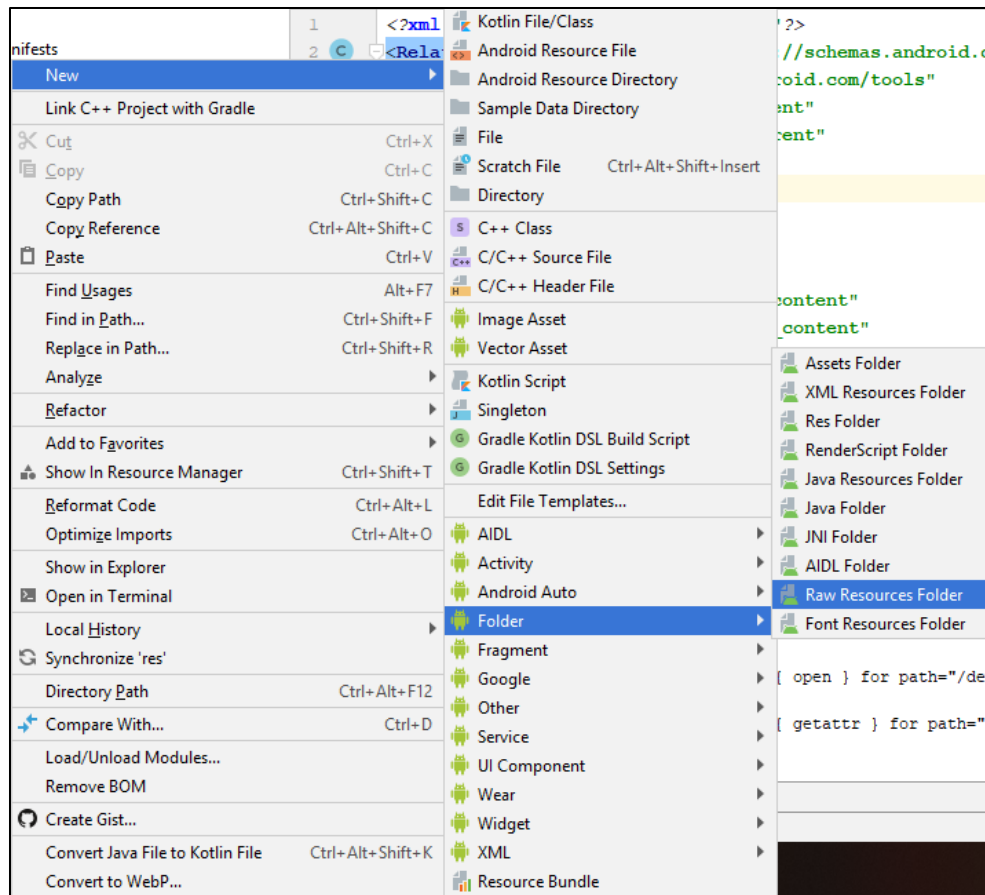 1 <?xml
nifests
2 C <Rela
New
Link C++ Project with Gradle
Cut Ctrl+X
Copy Ctrl+C
Copy Path Ctrl+Shift+C
Copy Reference Ctrl+Alt+Shift+C
Paste Ctrl+V
Find Usages Alt+F7
Find in Path... Ctrl+Shift+F
Replace in Path... Ctrl+Shift+R
Analyze
Refactor
Add to Favorites
Show In Resource Manager Ctrl+Shift+T
Reformat Code Ctrl+Alt+L
Optimize Imports Ctrl+Alt+O
Show in Explorer
Open in Terminal
Local History
Synchronize 'res'
Directory Path Ctrl+Alt+F12
Compare With... Ctrl+D
Load/Unload Modules...
Remove BOM
Create Gist...
Convert Java File to Kotlin File Ctrl+Alt+Shift+K
Convert to WebP...
Kotlin File/Class
Android Resource File
Android Resource Directory
Sample Data Directory
File
Scratch File Ctrl+Alt+Shift+Insert
Directory
S C++ Class
C++ C/C++ Source File
H C/C++ Header File
Image Asset
Vector Asset
Kotlin Script
J Singleton
G Gradle Kotlin DSL Build Script
G Gradle Kotlin DSL Settings
Edit File Templates...
AIDL
Activity
Android Auto
Folder
Fragment
Google
Other
Service
UI Component
Wear
Widget
XML
Resource Bundle
"?>
://schemas.android.c
roid.com/tools"
ent"
rent"
content"
_content"
Assets Folder
XML Resources Folder
Res Folder
RenderScript Folder
Java Resources Folder
Java Folder
JNI Folder
AIDL Folder
Raw Resources Folder
Font Resources Folder
{ open } for path="/de
{ getattr } for path="